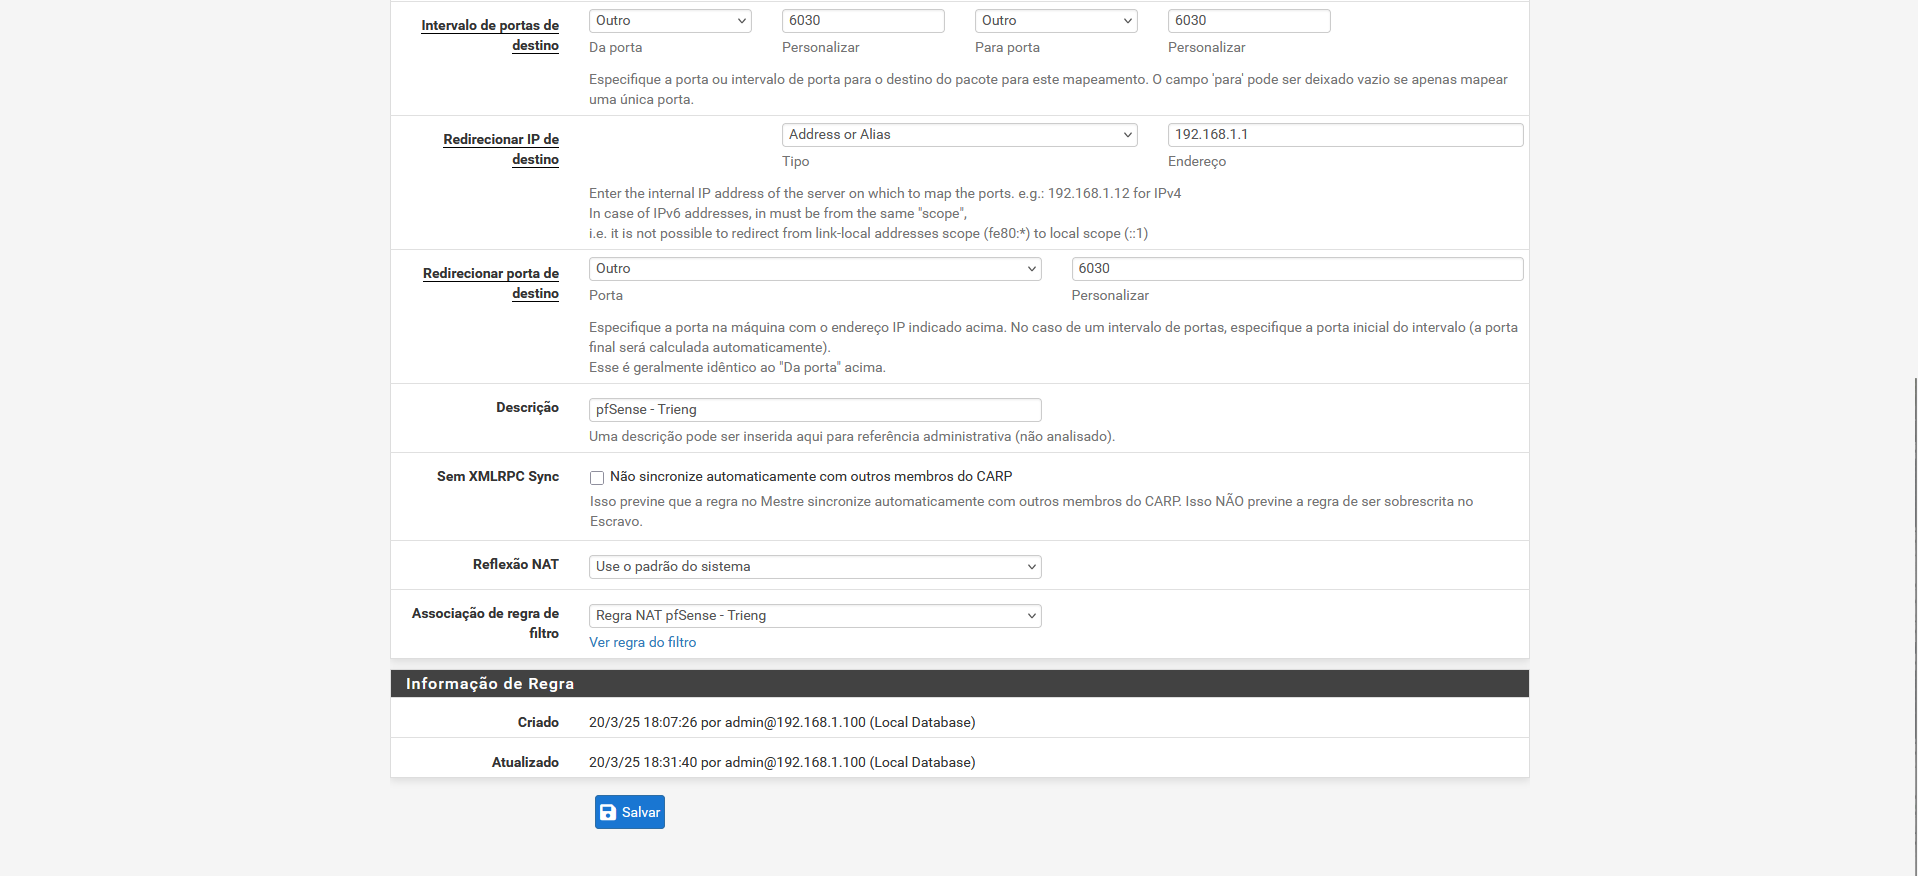 Intervalo de portas de destino
Outro 6030 Outro 6030
Da porta Personalizar Para porta Personalizar
Especifique a porta ou intervalo de porta para o destino do pacote para este mapeamento. O campo 'para' pode ser deixado vazio se apenas mapear
uma única porta.
Redirecionar IP de destino
Address or Alias 192.168.1.1
Tipo Endereço
Enter the internal IP address of the server on which to map the ports. e.g.: 192.168.1.12 for IPv4
In case of IPv6 addresses, in must be from the same "scope",
i.e. it is not possible to redirect from link-local addresses scope (fe80:*) to local scope (::1)
Redirecionar porta de destino
Outro 6030
Porta Personalizar
Especifique a porta na máquina com o endereço IP indicado acima. No caso de um intervalo de portas, especifique a porta inicial do intervalo (a porta
final será calculada automaticamente).
Esse é geralmente idêntico ao "Da porta" acima.
Descrição pfSense - Trieng
Uma descrição pode ser inserida aqui para referência administrativa (não analisado).
Sem XMLRPC Sync Não sincronize automaticamente com outros membros do CARP
Isso previne que a regra no Mestre sincronize automaticamente com outros membros do CARP. Isso NÃO previne a regra de ser sobrescrita no
Escravo.
Reflexão NAT Use o padrão do sistema
Associação de regra de filtro
Regra NAT pfSense - Trieng
Ver regra do filtro
Informação de Regra
Criado 20/3/25 18:07:26 por admin@192.168.1.100 (Local Database)
Atualizado 20/3/25 18:31:40 por admin@192.168.1.100 (Local Database)
Salvar